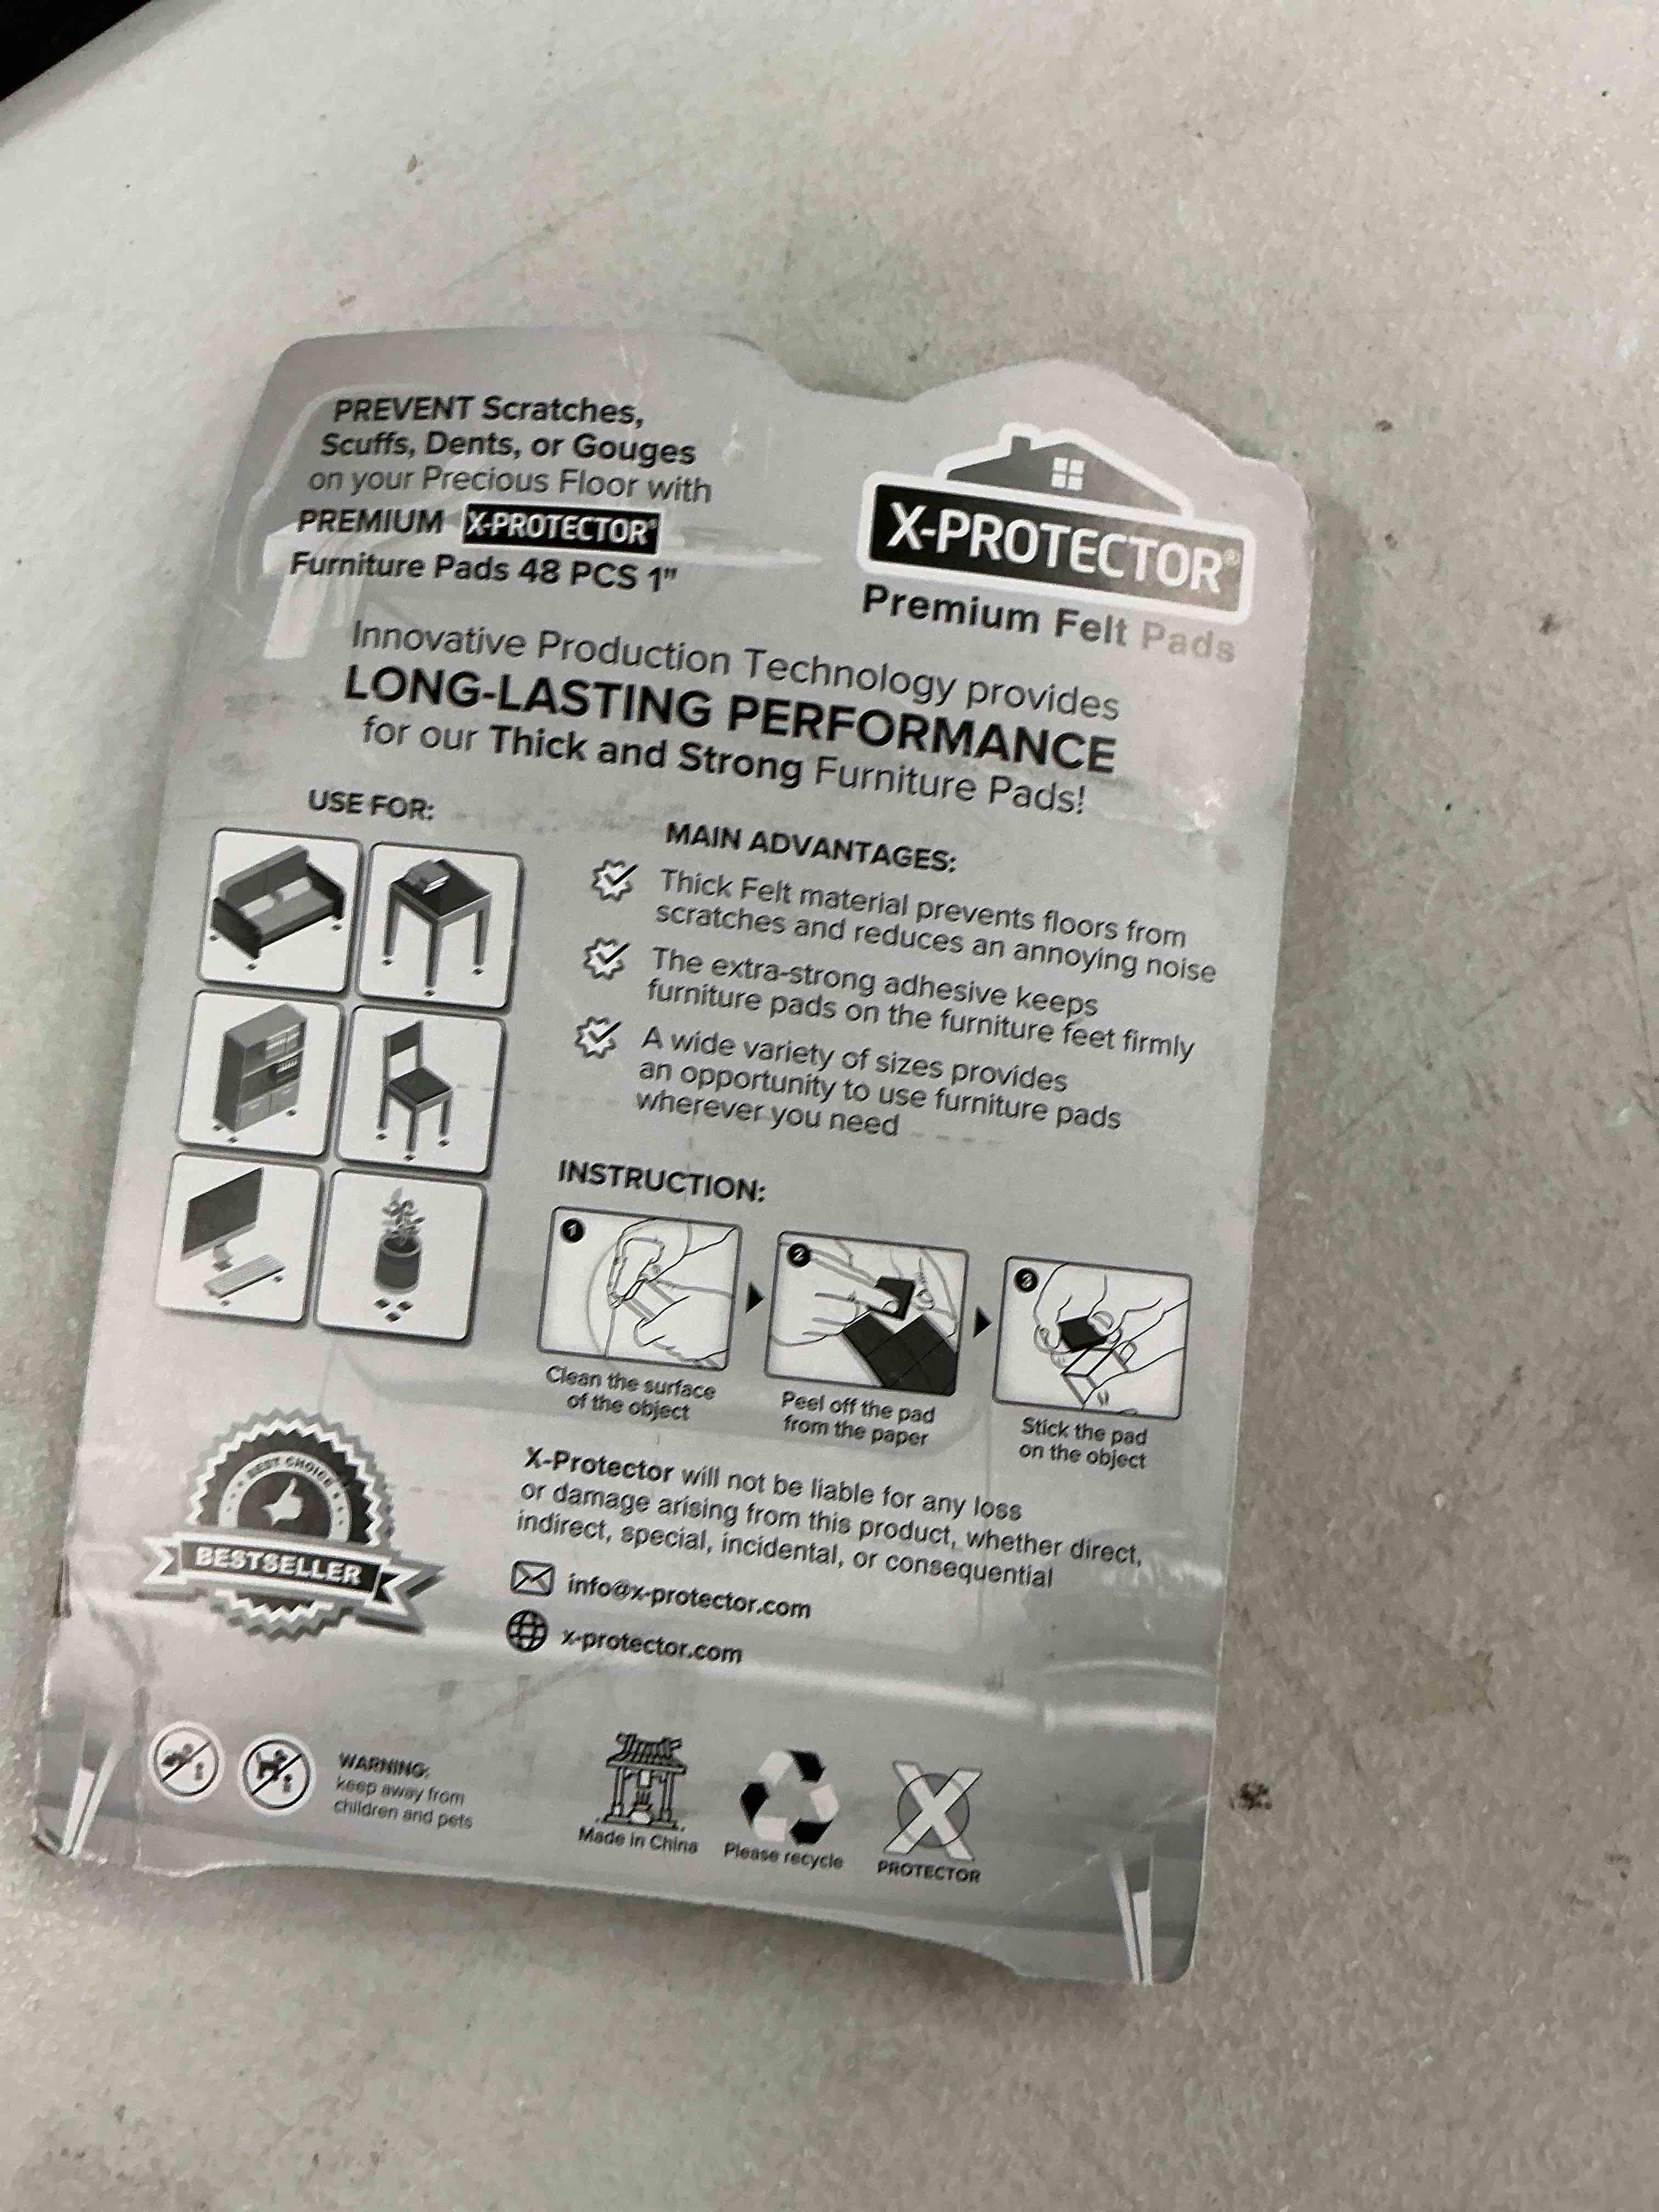 PREVENT Scratches,
Scuffs, Dents, or Gouges
on your Precious Floor with
PREMIUM X-PROTECTOR®
Furniture Pads 48 PCS 1"
X-PROTECTOR®
Premium Felt Pads
Innovative Production Technology provides
LONG-LASTING PERFORMANCE
for our Thick and Strong Furniture Pads!
USE FOR:
MAIN ADVANTAGES:
Thick Felt material prevents floors from
scratches and reduces an annoying noise
The extra-strong adhesive keeps
furniture pads on the furniture feet firmly
A wide variety of sizes provides
an opportunity to use furniture pads
wherever you need
INSTRUCTION:
1
Clean the surface
of the object
2
Peel off the pad
from the paper
3
Stick the pad
on the object
BEST CHOICE
BESTSELLER
X-Protector will not be liable for any loss
or damage arising from this product, whether direct,
indirect, special, incidental, or consequential
info@x-protector.com
x-protector.com
WARNING:
keep away from
children and pets
Made in China
Please recycle
X
PROTECTOR